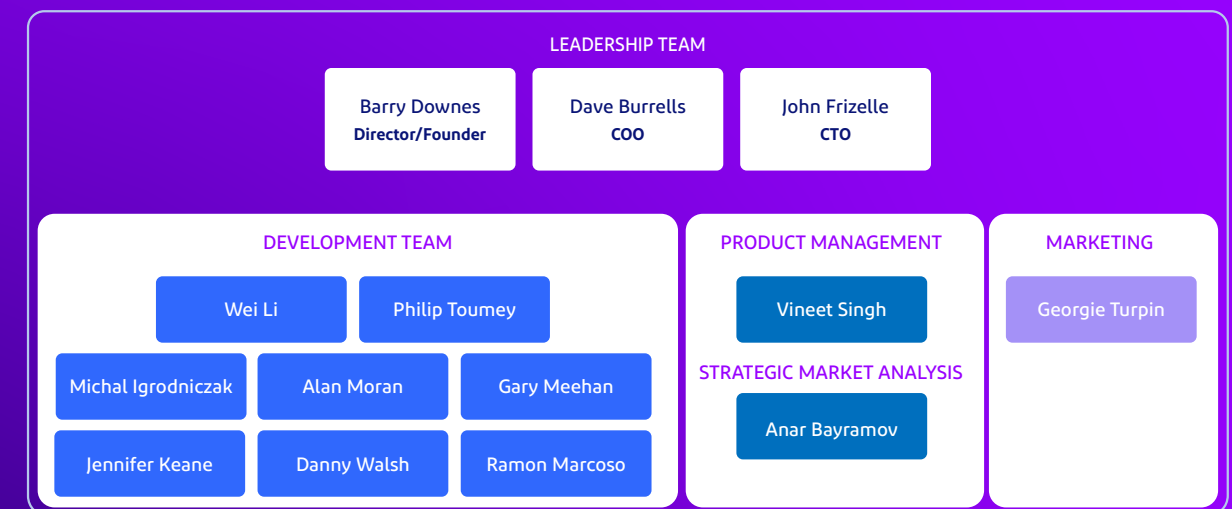 LEADERSHIP TEAM
Barry Downes
Director/Founder
Dave Burrells
COO
John Frizelle
CTO
DEVELOPMENT TEAM
Wei Li
Philip Toumey
Michal Igrodniczak
Alan Moran
Gary Meehan
Jennifer Keane
Danny Walsh
Ramon Marcoso
PRODUCT MANAGEMENT
Vineet Singh
STRATEGIC MARKET ANALYSIS
Anar Bayramov
MARKETING
Georgie Turpin